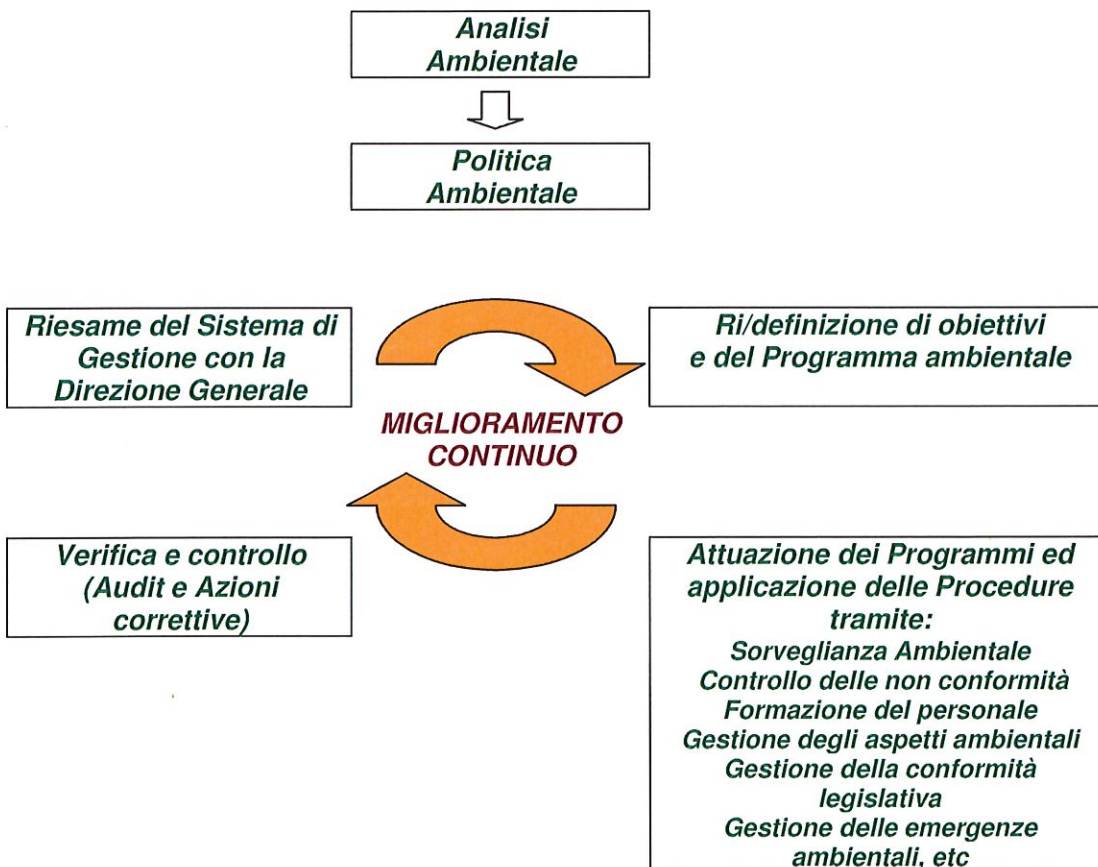 Analisi
Ambientale
Politica
Ambientale
Riesame del Sistema di
Gestione con la
Direzione Generale
Ri/definizione di obiettivi
e del Programma ambientale
MIGLIORAMENTO
CONTINUO
Verifica e controllo
(Audit e Azioni
correttive)
Attuazione dei Programmi ed
applicazione delle Procedure
tramite:
Sorveglianza Ambientale
Controllo delle non conformità
Formazione del personale
Gestione degli aspetti ambientali
Gestione della conformità
legislativa
Gestione delle emergenze
ambientali, etc